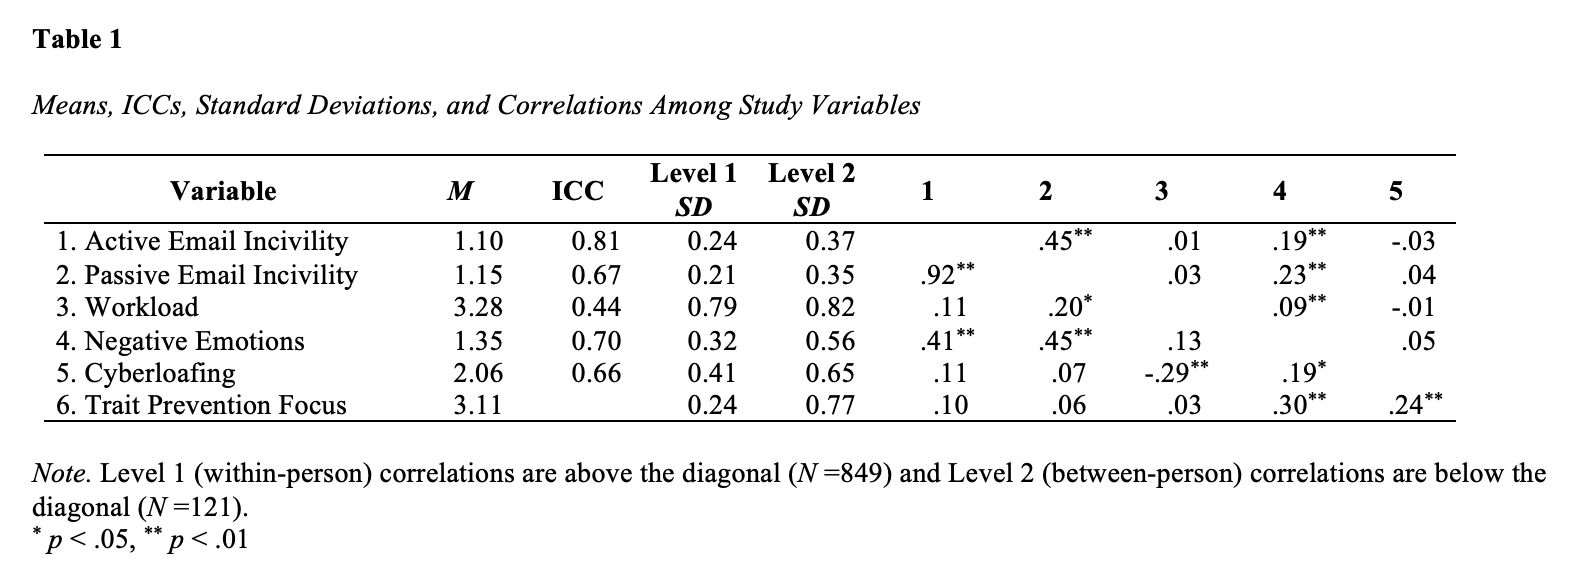 Table 1
Means, ICCs, Standard Deviations, and Correlations Among Study Variables
Variable M ICC Level 1 SD Level 2 SD 1 2 3 4 5
1. Active Email Incivility 1.10 0.81 0.24 0.37 .45** .01 .19** -.03
2. Passive Email Incivility 1.15 0.67 0.21 0.35 .92** .03 .23** .04
3. Workload 3.28 0.44 0.79 0.82 .11 .20* .09** -.01
4. Negative Emotions 1.35 0.70 0.32 0.56 .41** .45** .13 .05
5. Cyberloafing 2.06 0.66 0.41 0.65 .11 .07 -.29** .19*
6. Trait Prevention Focus 3.11 0.24 0.77 .10 .06 .03 .30** .24**
Note. Level 1 (within-person) correlations are above the diagonal (N =849) and Level 2 (between-person) correlations are below the
diagonal (N =121).
* p < .05, ** p < .01